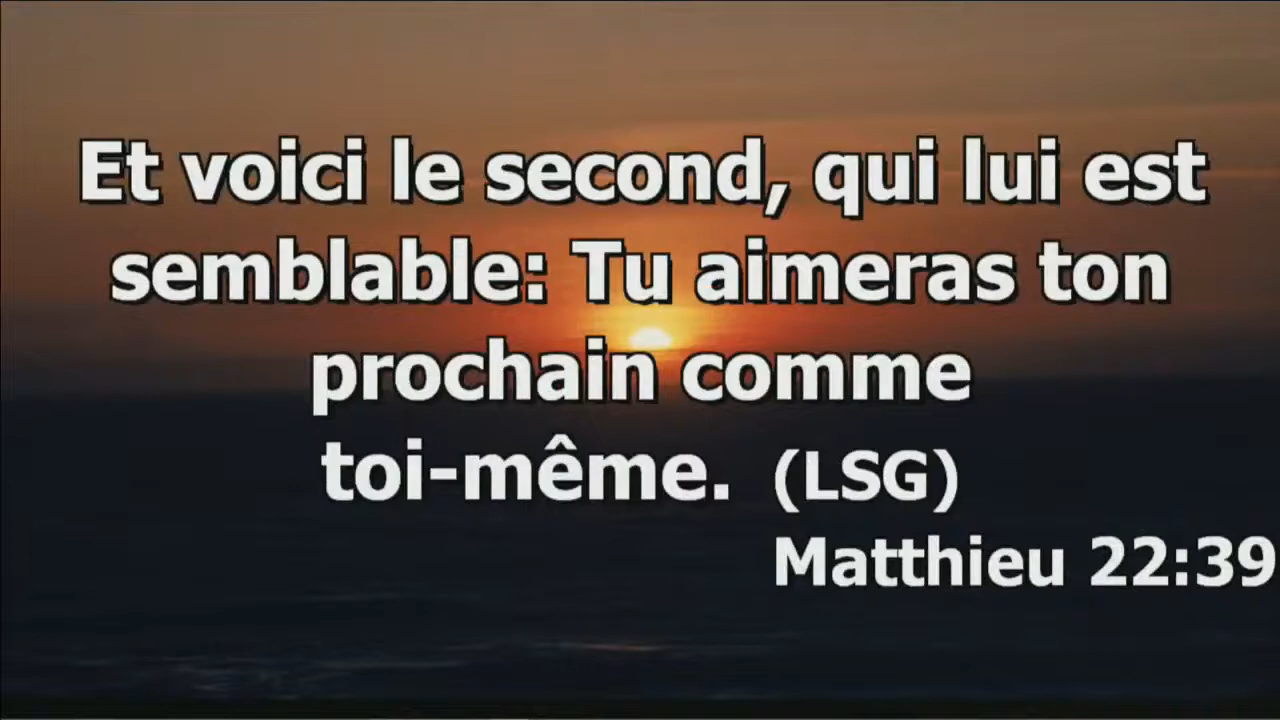 Et voici le second, qui lui est
semblable: Tu aimeras ton
prochain comme
toi-même. (LSG)
Matthieu 22:39